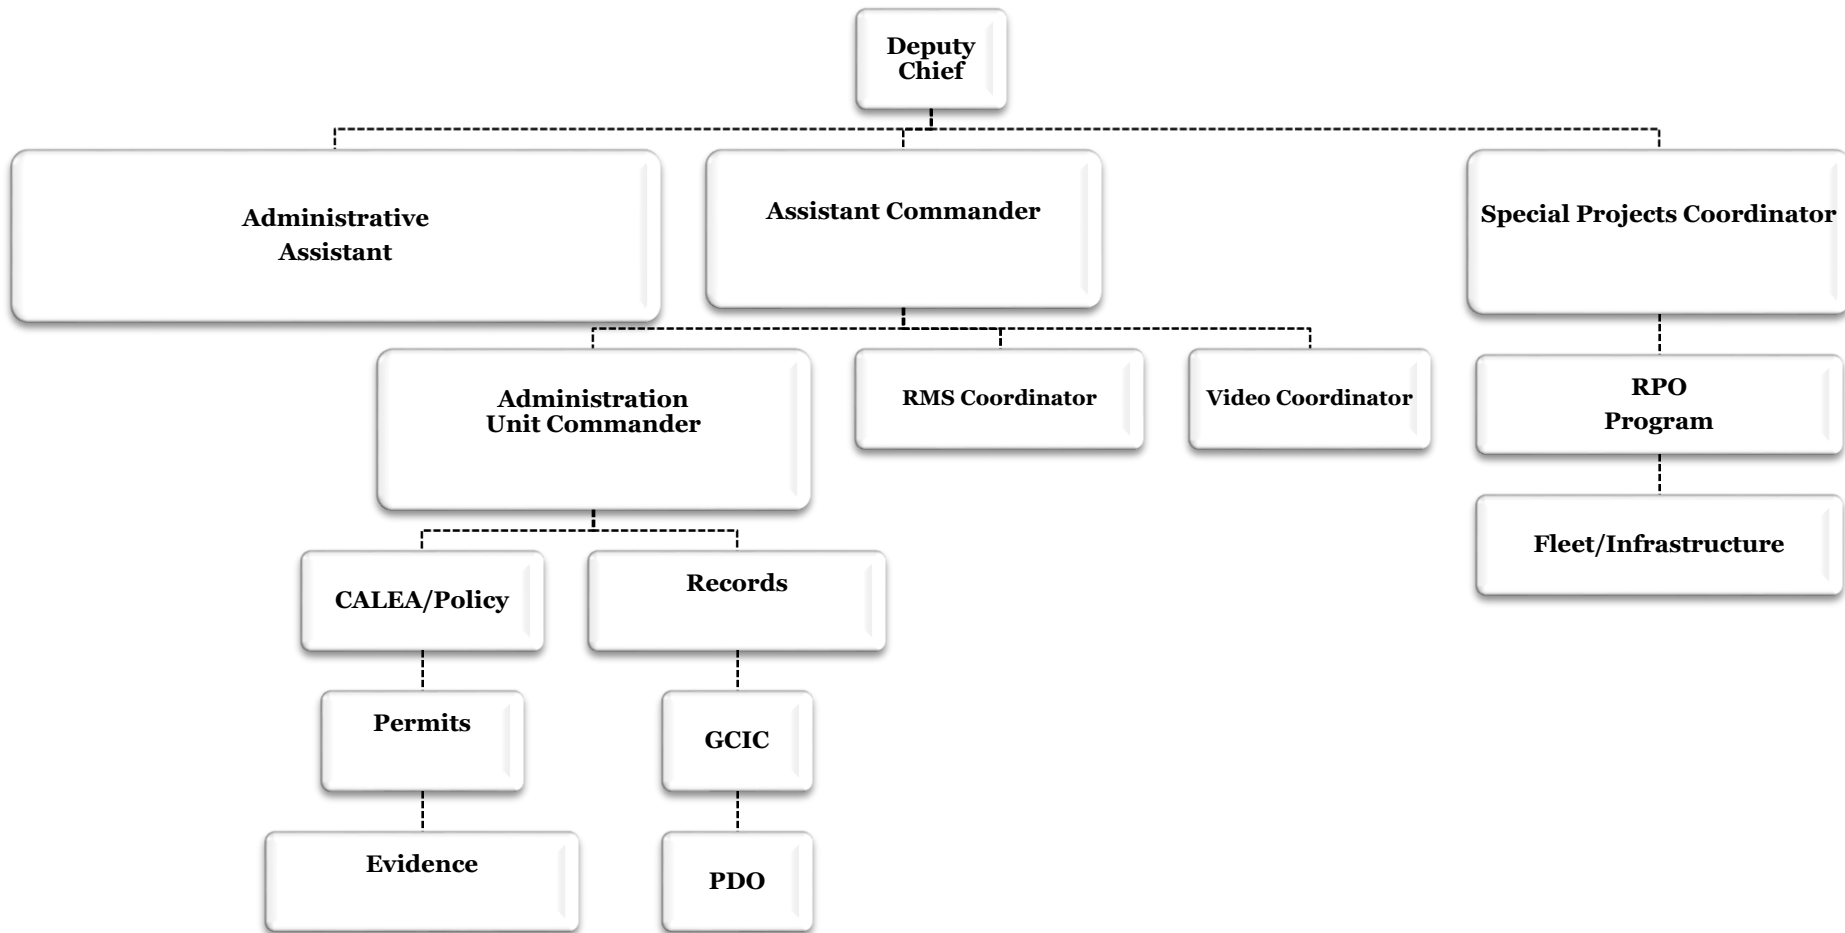 Deputy
Chief
Administrative
Assistant
Assistant Commander
Special Projects Coordinator
Administration
Unit Commander
RMS Coordinator
Video Coordinator
RPO
Program
Fleet/Infrastructure
CALEA/Policy
Records
Permits
GCIC
Evidence
PDO